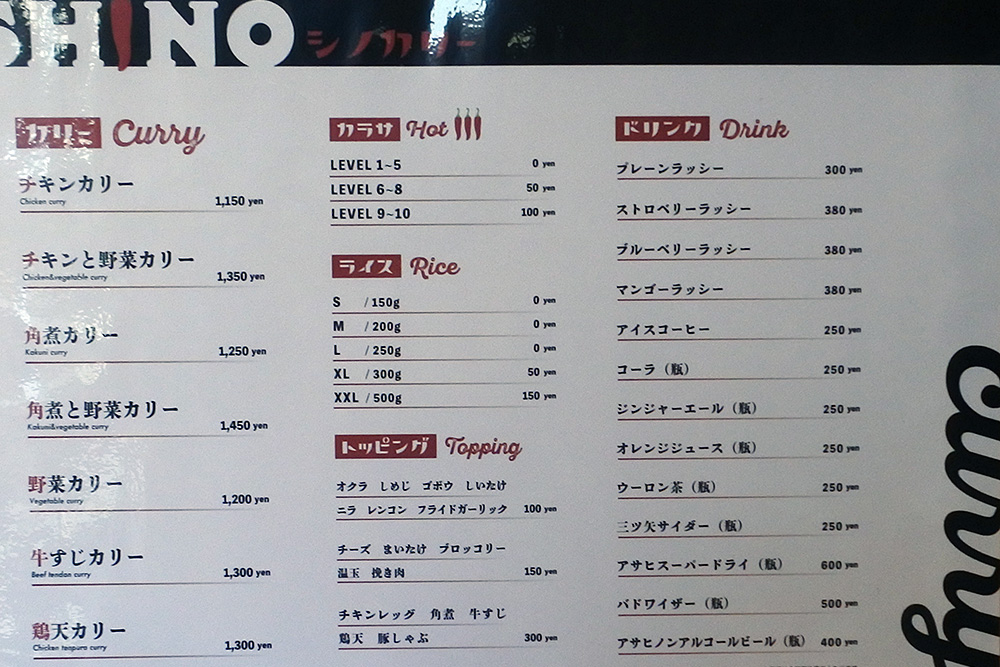 SHINO シノカリー
カリー Curry
チキンカリー
Chicken curry
1,150 yen
チキンと野菜カリー
Chicken&vegetable curry
1,350 yen
角煮カリー
Kakuni curry
1,250 yen
角煮と野菜カリー
Kakuni&vegetable curry
1,450 yen
野菜カリー
Vegetable curry
1,200 yen
牛すじカリー
Beef tendon curry
1,300 yen
鶏天カリー
Chicken tenpura curry
1,300 yen
カラサ Hot
LEVEL 1~5 0 yen
LEVEL 6~8 50 yen
LEVEL 9~10 100 yen
ライス Rice
S / 150g 0 yen
M / 200g 0 yen
L / 250g 0 yen
XL / 300g 50 yen
XXL / 500g 150 yen
トッピング Topping
オクラ しめじ ゴボウ しいたけ
ニラ レンコン フライドガーリック 100 yen
チーズ まいたけ ブロッコリー
温玉 挽き肉 150 yen
チキンレッグ 角煮 牛すじ
鶏天 豚しゃぶ 300 yen
ドリンク Drink
プレーンラッシー 300 yen
ストロベリーラッシー 380 yen
ブルーベリーラッシー 380 yen
マンゴーラッシー 380 yen
アイスコーヒー 250 yen
コーラ（瓶） 250 yen
ジンジャーエール（瓶） 250 yen
オレンジジュース（瓶） 250 yen
ウーロン茶（瓶） 250 yen
三ツ矢サイダー（瓶） 250 yen
アサヒスーパードライ（瓶） 600 yen
バドワイザー（瓶） 500 yen
アサヒノンアルコールビール（瓶） 400 yen
curry